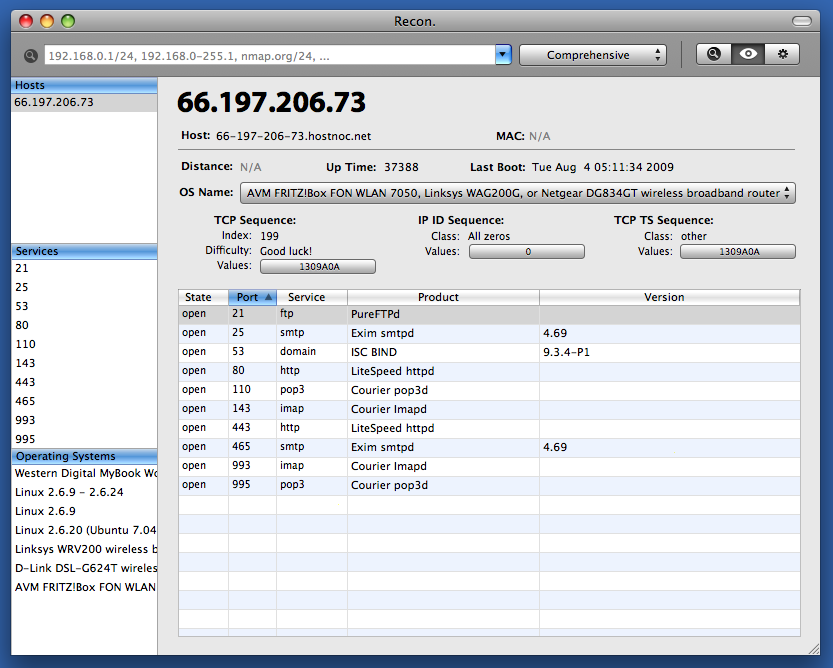 Recon.
192.168.0.1/24, 192.168.0-255.1, nmap.org/24, ...
Comprehensive
Hosts
66.197.206.73
Services
21
25
53
80
110
143
443
465
993
995
Operating Systems
Western Digital MyBook Wo
Linux 2.6.9 - 2.6.24
Linux 2.6.9
Linux 2.6.20 (Ubuntu 7.04
Linksys WRV200 wireless b
D-Link DSL-G624T wireles
AVM FRITZ!Box FON WLAN
66.197.206.73
Host: 66-197-206-73.hostnoc.net MAC: N/A
Distance: N/A Up Time: 37388 Last Boot: Tue Aug 4 05:11:34 2009
OS Name: AVM FRITZ!Box FON WLAN 7050, Linksys WAG200G, or Netgear DG834GT wireless broadband router
TCP Sequence: IP ID Sequence: TCP TS Sequence:
Index: 199 Class: All zeros Class: other
Difficulty: Good luck! Values: 0 Values: 1309A0A
Values: 1309A0A
State Port Service Product Version
open 21 ftp PureFTPd
open 25 smtp Exim smtpd 4.69
open 53 domain ISC BIND 9.3.4-P1
open 80 http LiteSpeed httpd
open 110 pop3 Courier pop3d
open 143 imap Courier Imapd
open 443 http LiteSpeed httpd
open 465 smtp Exim smtpd 4.69
open 993 imap Courier Imapd
open 995 pop3 Courier pop3d